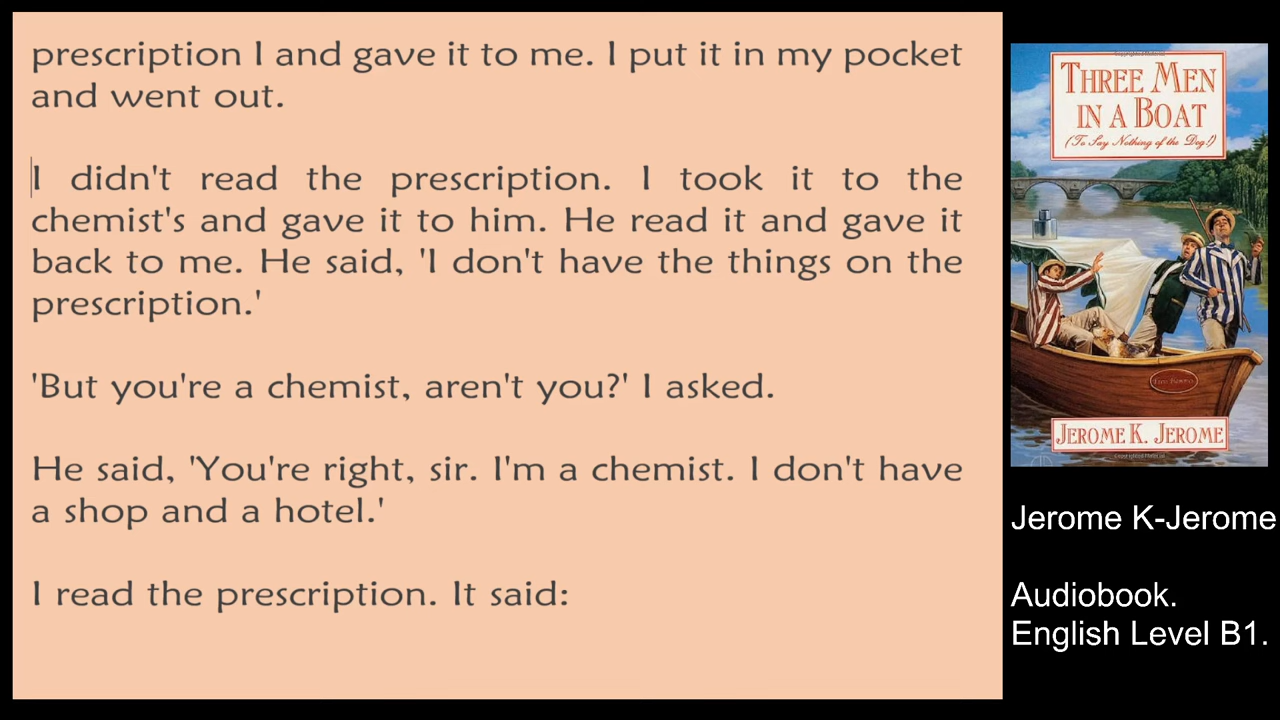 prescription I and gave it to me. I put it in my pocket
and went out.
I didn't read the prescription. I took it to the
chemist's and gave it to him. He read it and gave it
back to me. He said, 'I don't have the things on the
prescription.'
'But you're a chemist, aren't you?' I asked.
He said, 'You're right, sir. I'm a chemist. I don't have
a shop and a hotel.'
I read the prescription. It said:
THREE MEN
IN A BOAT
(To Say Nothing of the Dog!)
JEROME K. JEROME
Copyrighted Material
Jerome K-Jerome
Audiobook.
English Level B1.